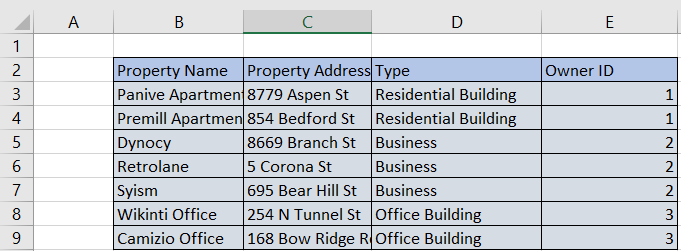 A B C D E
1
2 Property Name Property Address Type Owner ID
3 Panive Apartmen 8779 Aspen St Residential Building 1
4 Premill Apartmen 854 Bedford St Residential Building 1
5 Dynocy 8669 Branch St Business 2
6 Retrolane 5 Corona St Business 2
7 Syism 695 Bear Hill St Business 2
8 Wikinti Office 254 N Tunnel St Office Building 3
9 Camizio Office 168 Bow Ridge R Office Building 3